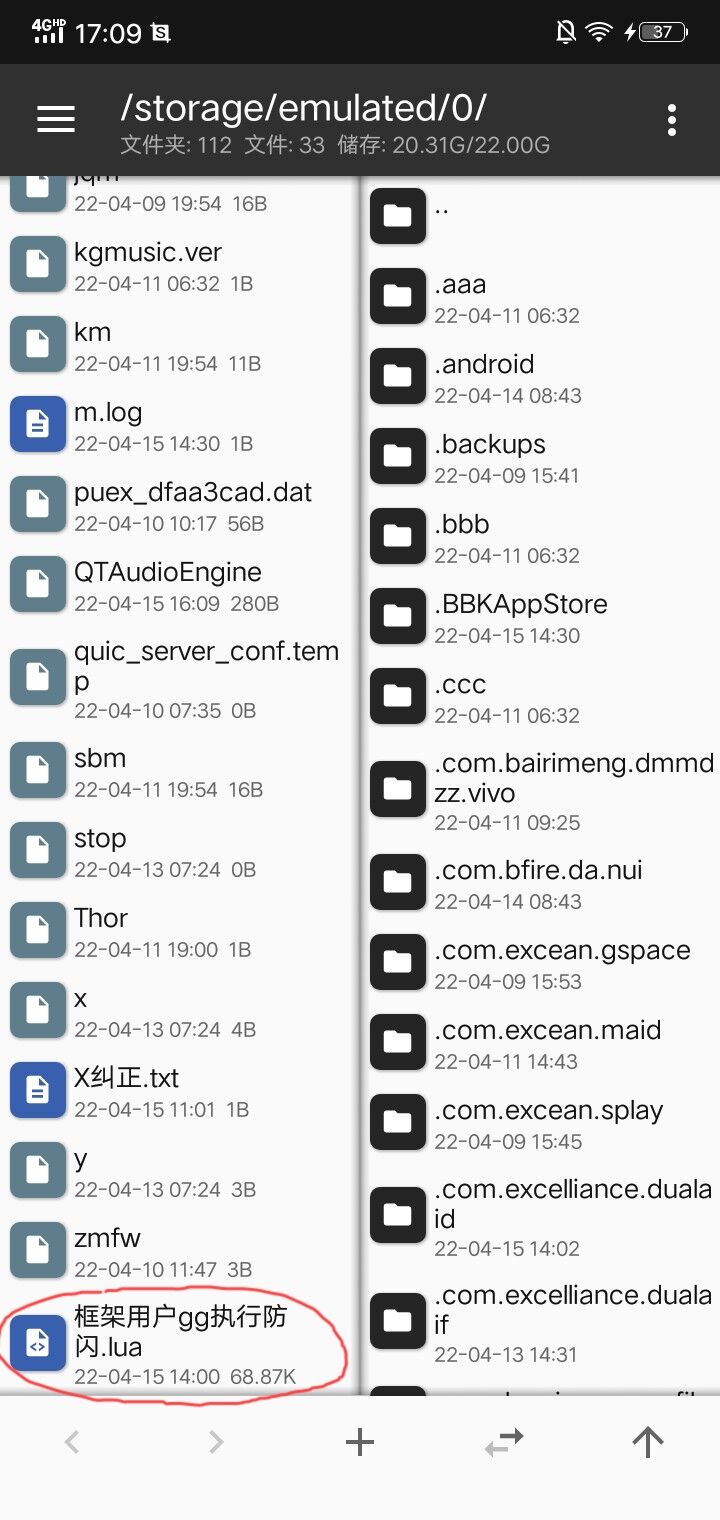 4GHD 17:09 37
/storage/emulated/0/
文件夹: 112 文件: 33 储存: 20.31G/22.00G
jqm
22-04-09 19:54 16B
kgmusic.ver
22-04-11 06:32 1B
km
22-04-11 19:54 11B
m.log
22-04-15 14:30 1B
puex_dfaa3cad.dat
22-04-10 10:17 56B
QTAudioEngine
22-04-15 16:09 280B
quic_server_conf.tem
p
22-04-10 07:35 0B
sbm
22-04-11 19:54 16B
stop
22-04-13 07:24 0B
Thor
22-04-11 19:00 1B
x
22-04-13 07:24 4B
X纠正.txt
22-04-15 11:01 1B
y
22-04-13 07:24 3B
zmfw
22-04-10 11:47 3B
框架用户gg执行防
闪.lua
22-04-15 14:00 68.87K
..
.aaa
22-04-11 06:32
.android
22-04-14 08:43
.backups
22-04-09 15:41
.bbb
22-04-11 06:32
.BBKAppStore
22-04-15 14:30
.ccc
22-04-11 06:32
.com.bairimeng.dmmd
zz.vivo
22-04-11 09:25
.com.bfire.da.nui
22-04-14 08:43
.com.excean.gspace
22-04-09 15:53
.com.excean.maid
22-04-11 14:43
.com.excean.splay
22-04-09 15:45
.com.excelliance.duala
id
22-04-15 14:02
.com.excelliance.duala
if
22-04-13 14:31